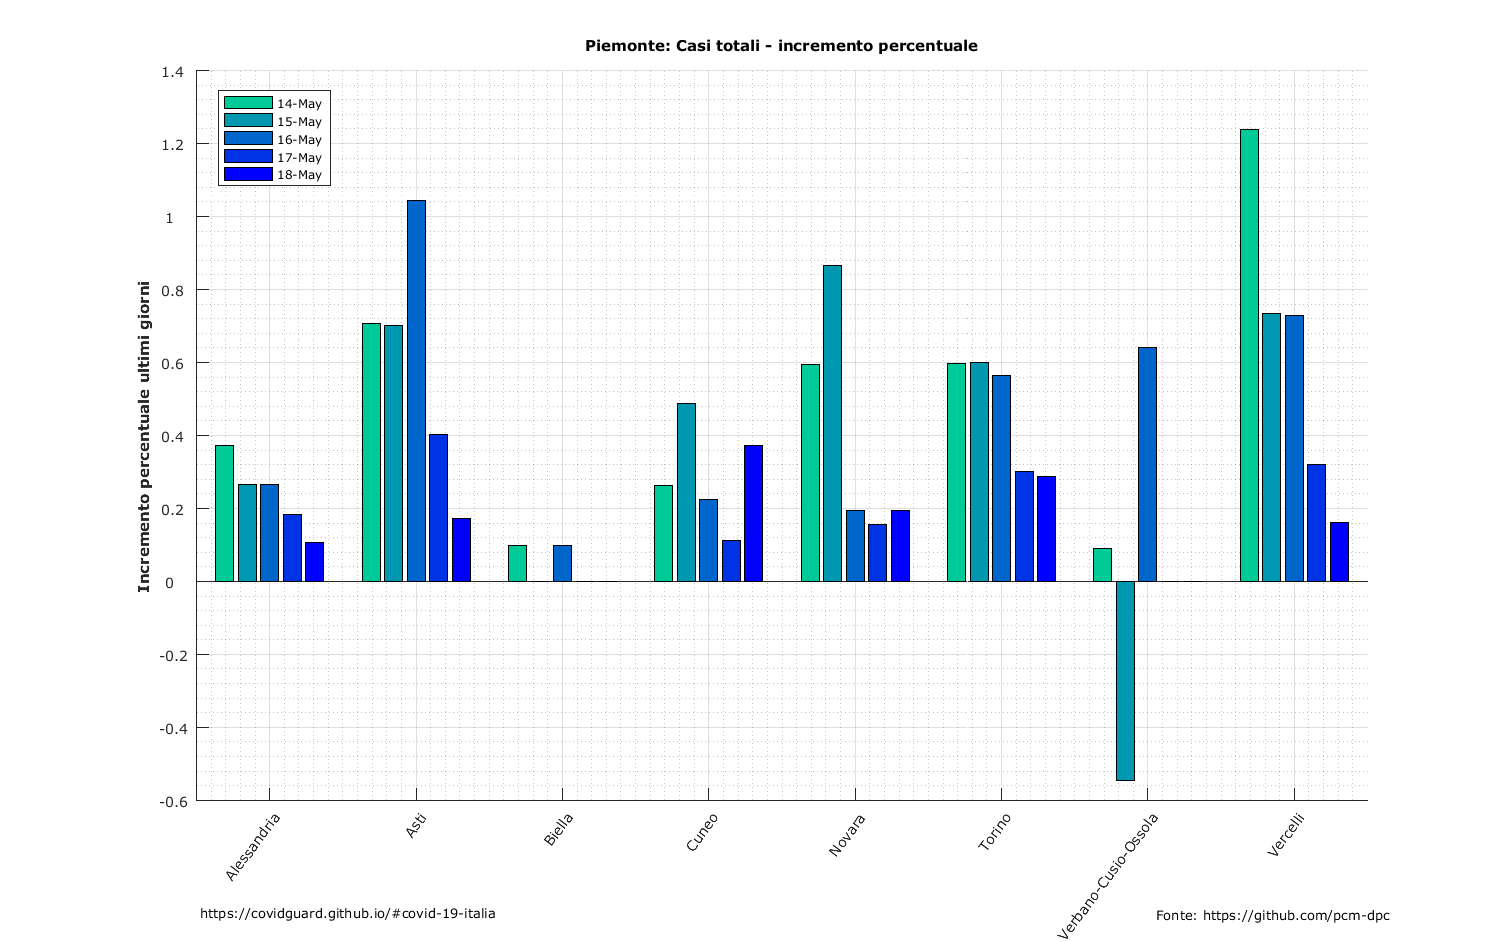 Piemonte: Casi totali - incremento percentuale
1.4
1.2
1
0.8
0.6
0.4
0.2
0
-0.2
-0.4
-0.6
Incremento percentuale ultimi giorni
14-May
15-May
16-May
17-May
18-May
Alessandria
Asti
Biella
Cuneo
Novara
Torino
Verbano-Cusio-Ossola
Vercelli
https://covidguard.github.io/#covid-19-italia
Fonte: https://github.com/pcm-dpc